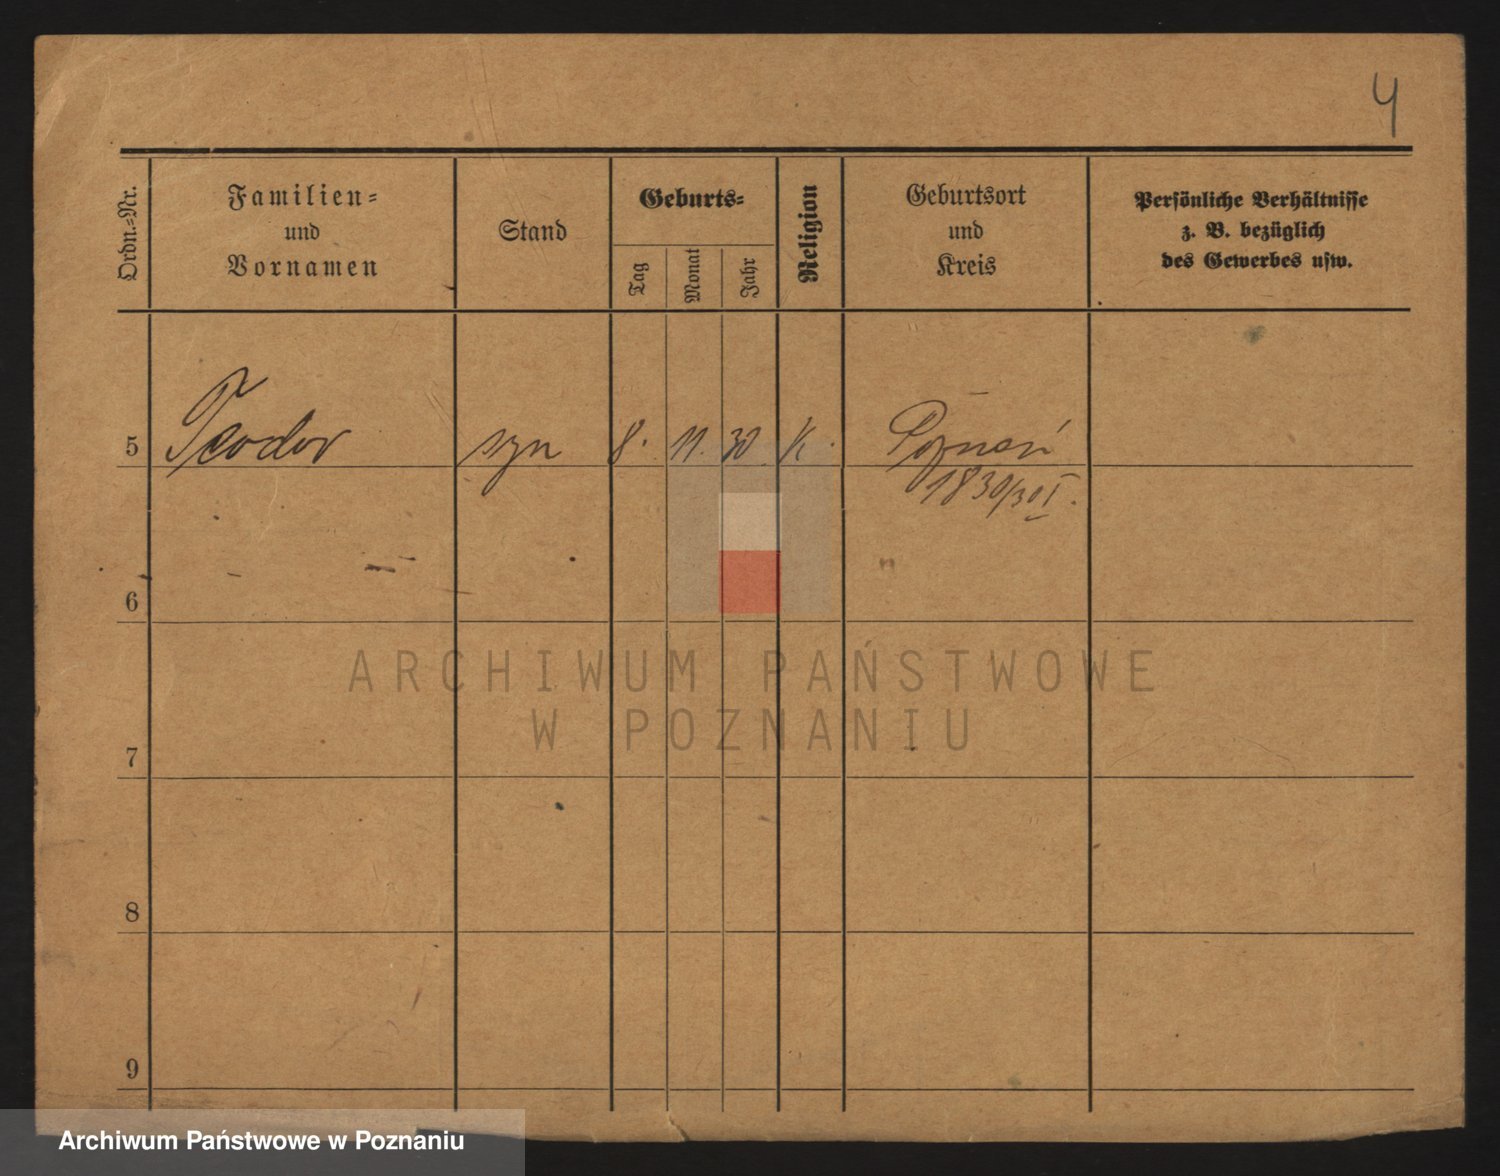 4
Ordn.-Nr.
Familien-
und
Vornamen
Stand
Geburts-
Tag
Monat
Jahr
Religion
Geburtsort
und
Kreis
Persönliche Verhältnisse
z. B. bezüglich
des Gewerbes usw.
5 Teodor syn 8. 11. 30 k. Poznań
1830/30 I.
6
ARCHIWUM PAŃSTWOWE
W POZNANIU
7
8
9
Archiwum Państwowe w Poznaniu